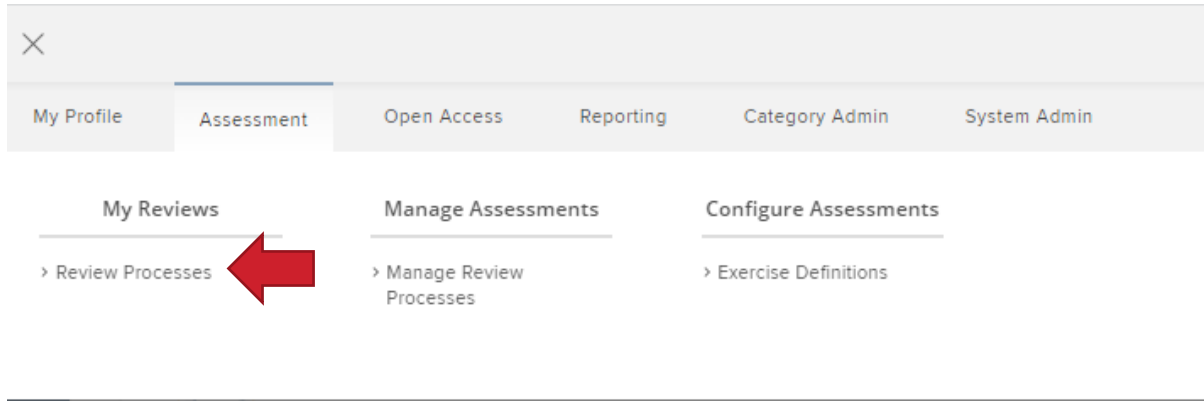 My Profile Assessment Open Access Reporting Category Admin System Admin
My Reviews Manage Assessments Configure Assessments
> Review Processes > Manage Review > Exercise Definitions
Processes